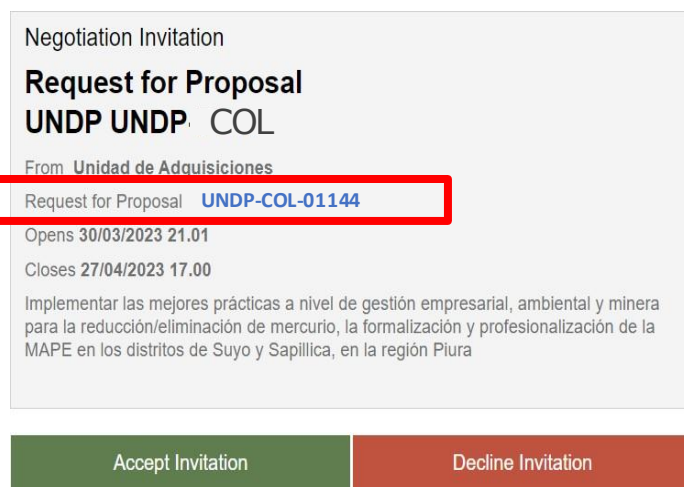 Negotiation Invitation
Request for Proposal
UNDP UNDP- COL
From Unidad de Adquisiciones
Request for Proposal UNDP-COL-01144
Opens 30/03/2023 21.01
Closes 27/04/2023 17.00
Implementar las mejores prácticas a nivel de gestión empresarial, ambiental y minera
para la reducción/eliminación de mercurio, la formalización y profesionalización de la
MAPE en los distritos de Suyo y Sapillica, en la región Piura
Accept Invitation Decline Invitation